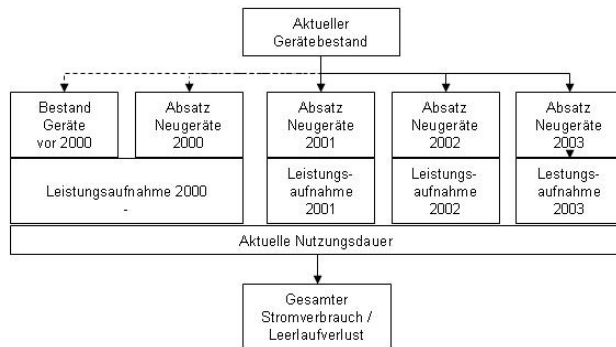 Aktueller
Gerätebestand
Bestand
Geräte
vor 2000
Absatz
Neugeräte
2000
Absatz
Neugeräte
2001
Absatz
Neugeräte
2002
Absatz
Neugeräte
2003
Leistungsaufnahme 2000
-
Leistungs-
aufnahme
2001
Leistungs-
aufnahme
2002
Lestungs-
aufnahme
2003
Aktuelle Nutzungsdauer
Gesamter
Stromverbrauch /
Leerlaufverlust